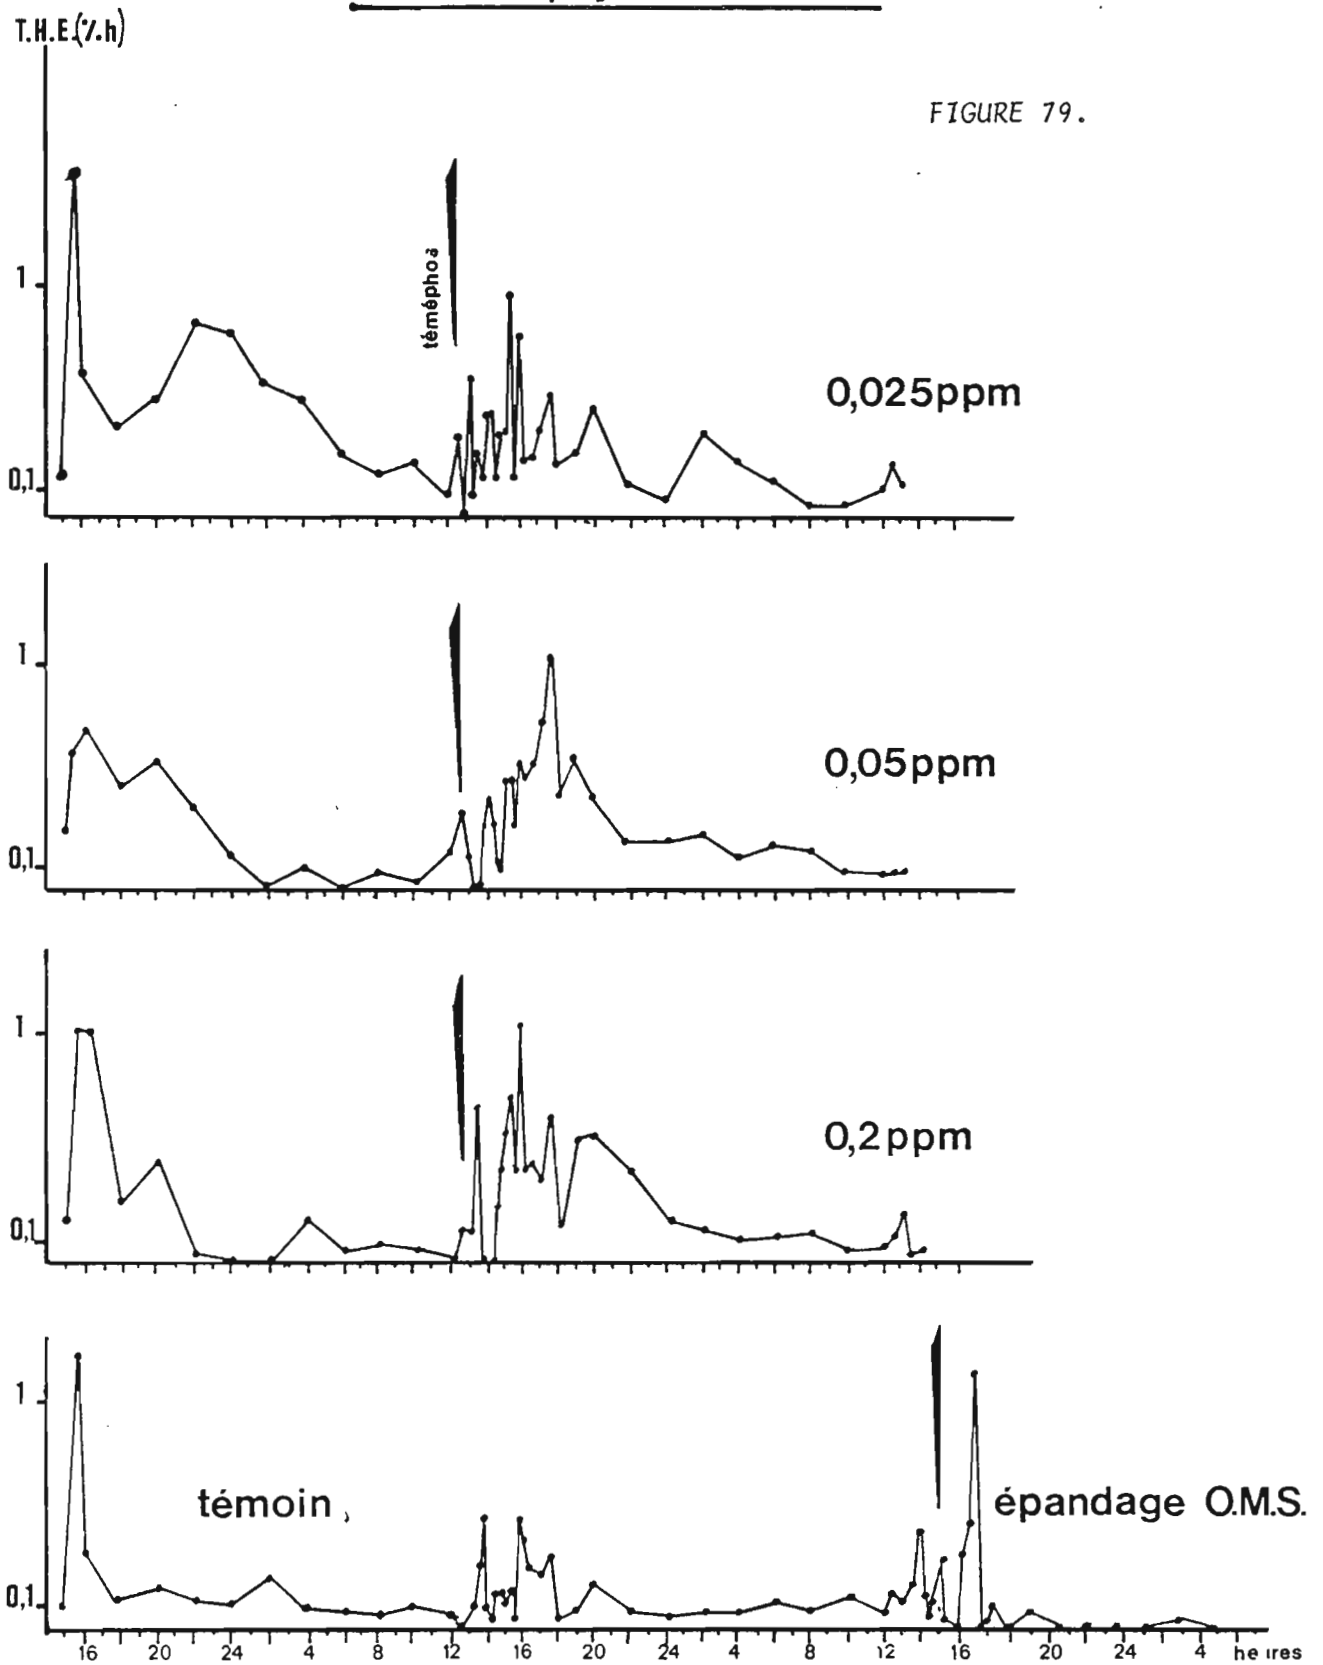 T.H.E.(%.h)
FIGURE 79.
1
téméphos
0,025ppm
0,1
1
0,05ppm
0,1
1
0,2ppm
0,1
1
témoin
épandage O.M.S.
0,1
16 20 24 4 8 12 16 20 24 4 8 12 16 20 24 4 heures